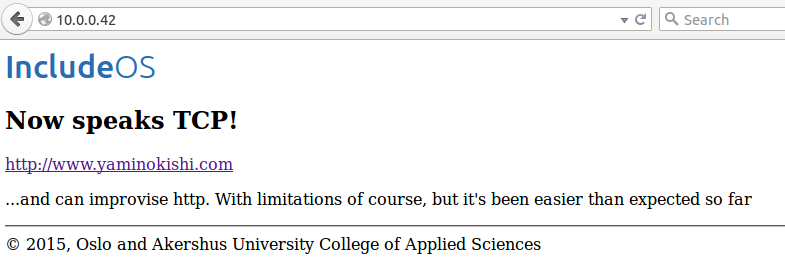 10.0.0.42
Search
IncludeOS
Now speaks TCP!
http://www.yaminokishi.com
...and can improvise http. With limitations of course, but it's been easier than expected so far
© 2015, Oslo and Akershus University College of Applied Sciences